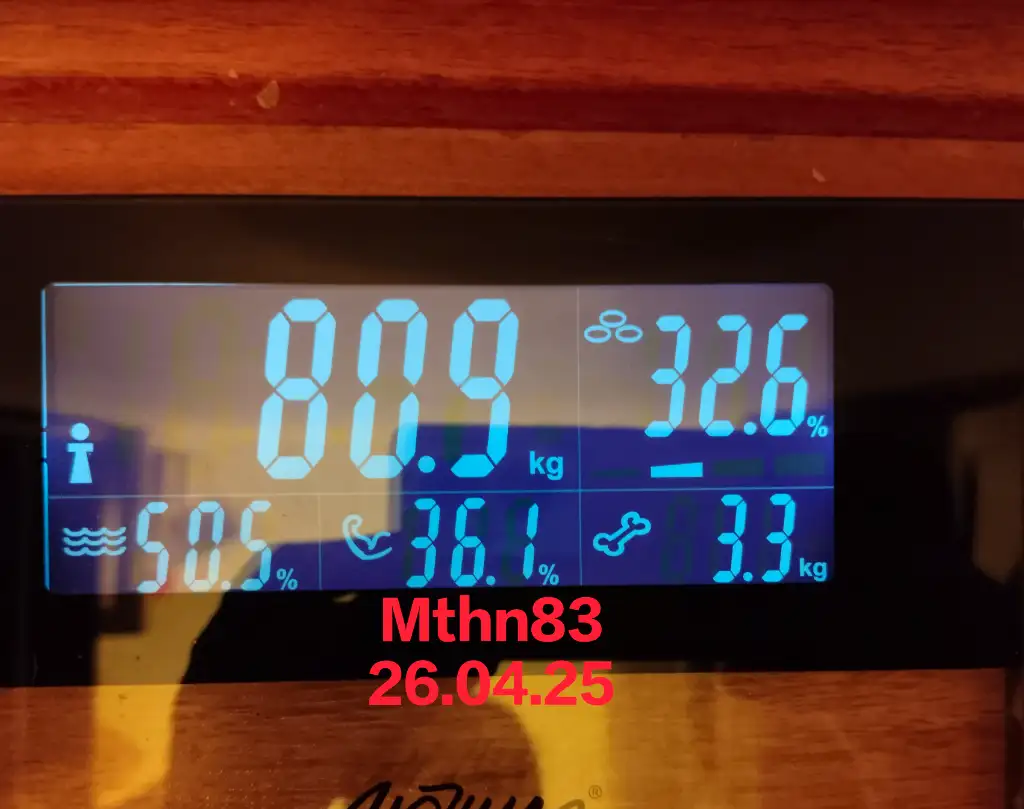 80.9 kg
32.6 %
50.5 %
36.1 %
3.3 kg
Mthn83
26.04.25
®